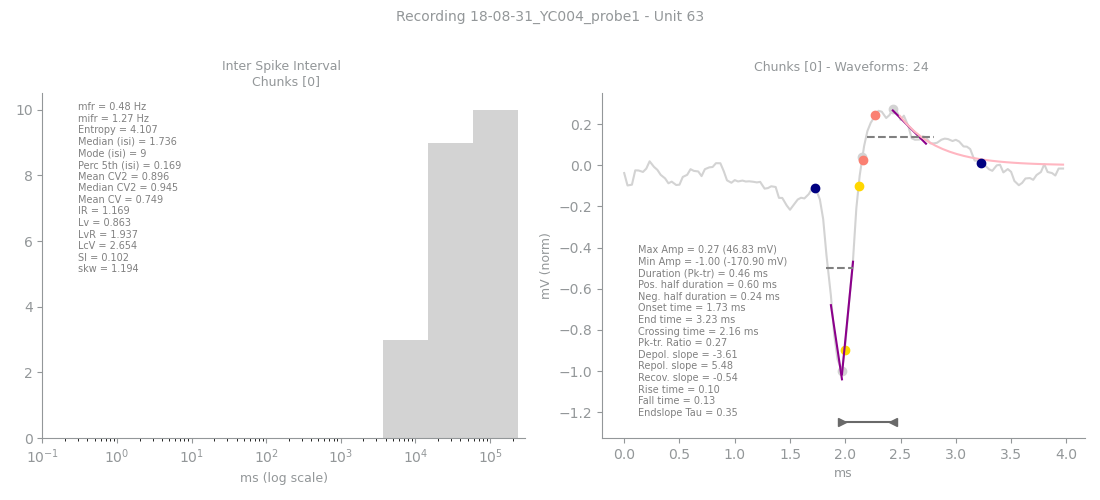 Recording 18-08-31_YC004_probe1 - Unit 63
Inter Spike Interval
Chunks [0]
mfr = 0.48 Hz
mifr = 1.27 Hz
Entropy = 4.107
Median (isi) = 1.736
Mode (isi) = 9
Perc 5th (isi) = 0.169
Mean CV2 = 0.896
Median CV2 = 0.945
Mean CV = 0.749
IR = 1.169
Lv = 0.863
LvR = 1.937
LcV = 2.654
SI = 0.102
skw = 1.194
10
8
6
4
2
0
10⁻¹ 10⁰ 10¹ 10² 10³ 10⁴ 10⁵
ms (log scale)
Chunks [0] - Waveforms: 24
mV (norm)
0.2
0.0
−0.2
−0.4
−0.6
−0.8
−1.0
−1.2
Max Amp = 0.27 (46.83 mV)
Min Amp = -1.00 (-170.90 mV)
Duration (Pk-tr) = 0.46 ms
Pos. half duration = 0.60 ms
Neg. half duration = 0.24 ms
Onset time = 1.73 ms
End time = 3.23 ms
Crossing time = 2.16 ms
Pk-tr. Ratio = 0.27
Depol. slope = -3.61
Repol. slope = 5.48
Recov. slope = -0.54
Rise time = 0.10
Fall time = 0.13
Endslope Tau = 0.35
0.0 0.5 1.0 1.5 2.0 2.5 3.0 3.5 4.0
ms